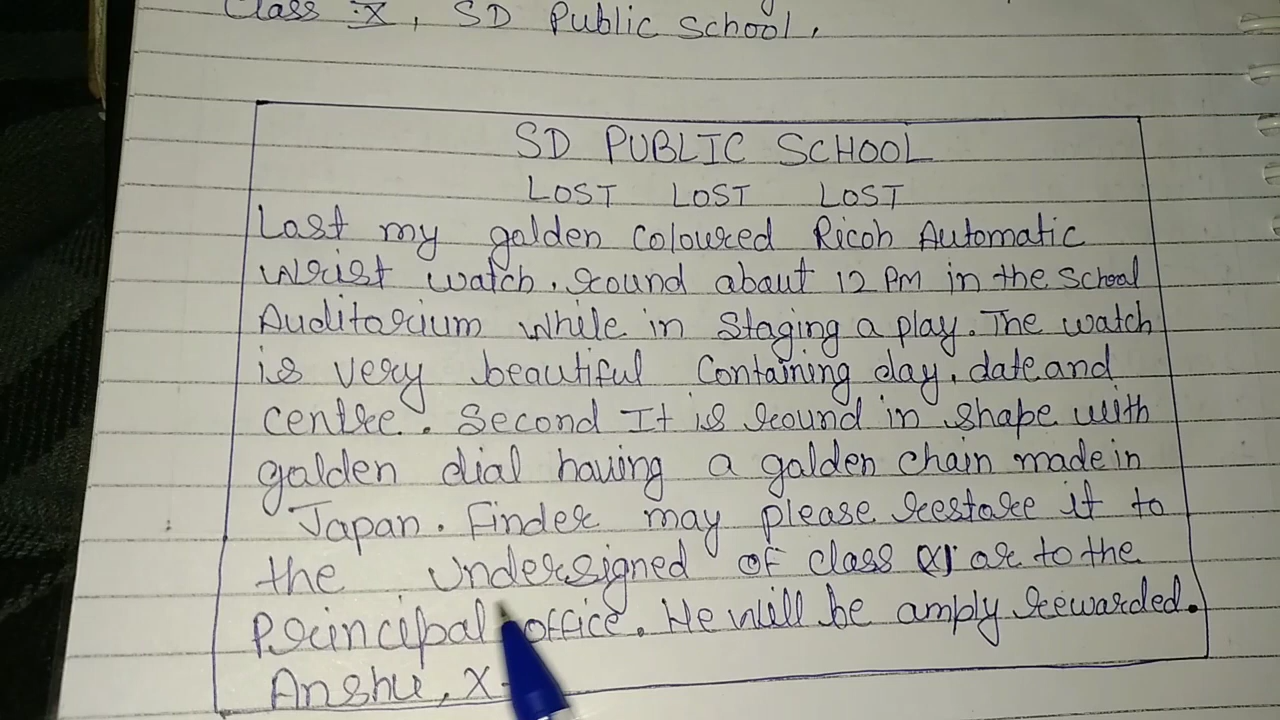 Class X, SD Public School.
SD PUBLIC SCHOOL
LOST LOST LOST
Lost my golden coloured Ricoh Automatic
Wrist watch. round about 12 PM in the school
Auditorium while in staging a play. The watch
is very beautiful containing day, date and
centre. Second It is round in shape with
golden dial having a golden chain made in
Japan. Finder may please restore it to
the undersigned of class or to the
Principal office. He will be amply rewarded.
Anshu, X